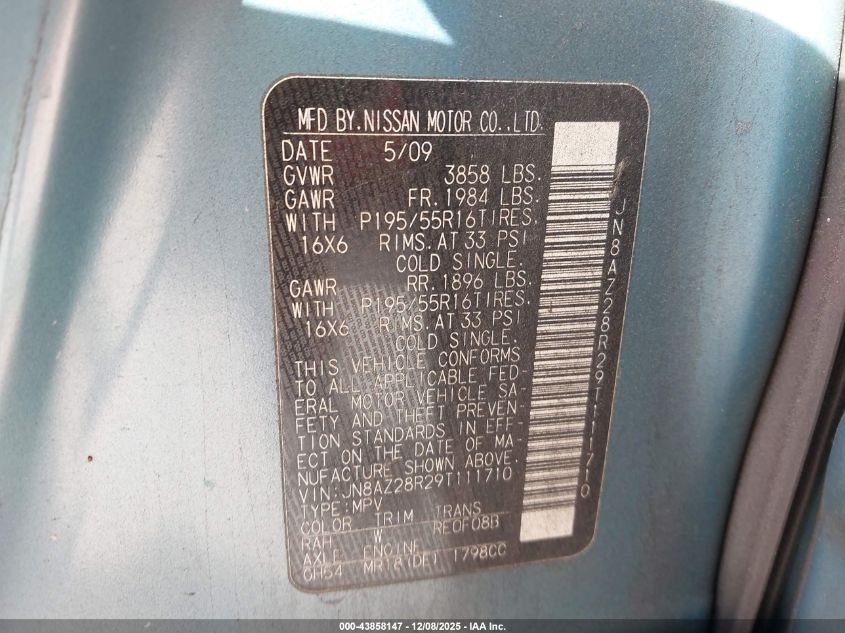 MFD BY. NISSAN MOTOR CO., LTD.
DATE 5/09
GVWR 3858 LBS.
GAWR FR. 1984 LBS.
WITH P195/55R16TIRES.
16X6 RIMS. AT 33 PSI
COLD SINGLE.
GAWR RR. 1896 LBS.
WITH P195/55R16TIRES.
16X6 RIMS. AT 33 PSI
COLD SINGLE.
THIS VEHICLE CONFORMS
TO ALL APPLICABLE FED-
ERAL MOTOR VEHICLE SA-
FETY AND THEFT PREVEN-
TION STANDARDS IN EFF-
ECT ON THE DATE OF MA-
NUFACTURE SHOWN ABOVE.
VIN: JN8AZ28R29T111710
TYPE: MPV
COLOR TRIM TRANS
RAH W RE0F08B
AXLE ENGINE
GH54 MR18(DE) 1798CC
JN8AZ28R29T111710
000-43858147 - 12/08/2025 - IAA Inc.